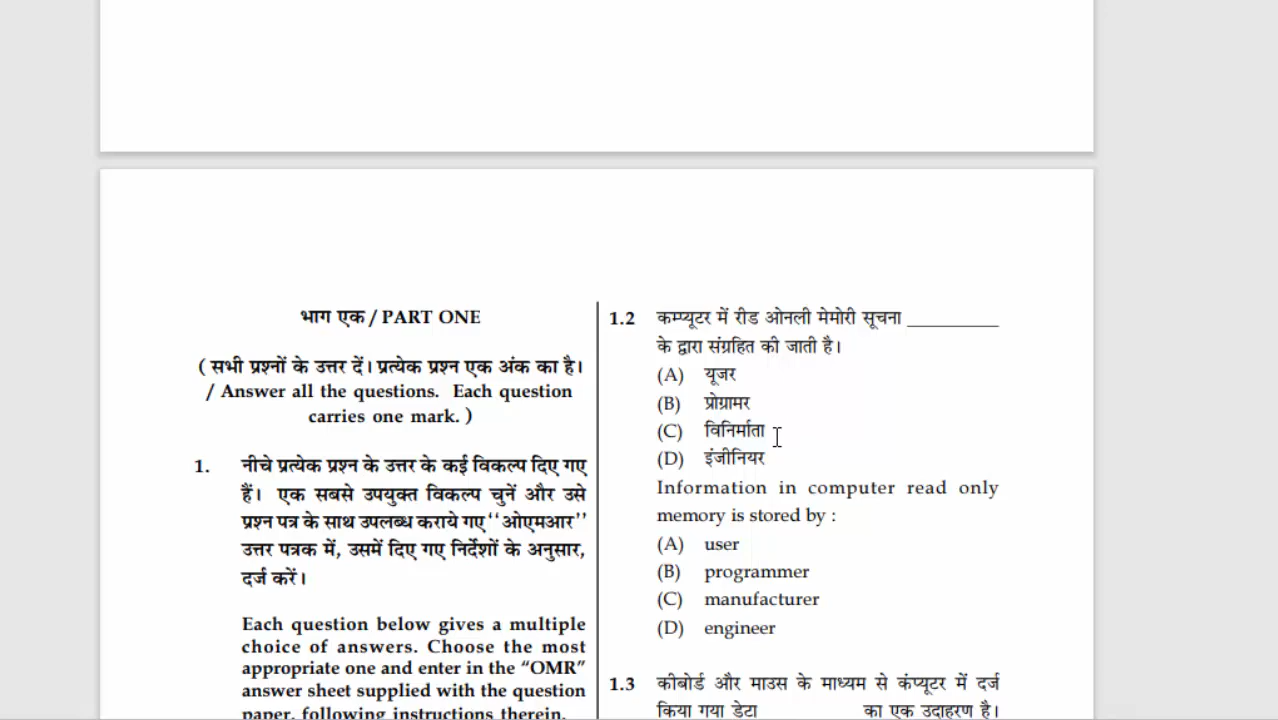 भाग एक / PART ONE
( सभी प्रश्नों के उत्तर दें। प्रत्येक प्रश्न एक अंक का है।
/ Answer all the questions. Each question
carries one mark. )
1. नीचे प्रत्येक प्रश्न के उत्तर के कई विकल्प दिए गए
हैं। एक सबसे उपयुक्त विकल्प चुनें और उसे
प्रश्न पत्र के साथ उपलब्ध कराये गए ‘‘ओएमआर’’
उत्तर पत्रक में, उसमें दिए गए निर्देशों के अनुसार,
दर्ज करें।
Each question below gives a multiple
choice of answers. Choose the most
appropriate one and enter in the “OMR”
answer sheet supplied with the question
paper, following instructions therein.
1.2 कम्प्यूटर में रीड ओनली मेमोरी सूचना __________
के द्वारा संग्रहित की जाती है।
(A) यूजर
(B) प्रोग्रामर
(C) विनिर्माता
(D) इंजीनियर
Information in computer read only
memory is stored by :
(A) user
(B) programmer
(C) manufacturer
(D) engineer
1.3 कीबोर्ड और माउस के माध्यम से कंप्यूटर में दर्ज
किया गया डेटा __________ का एक उदाहरण है।